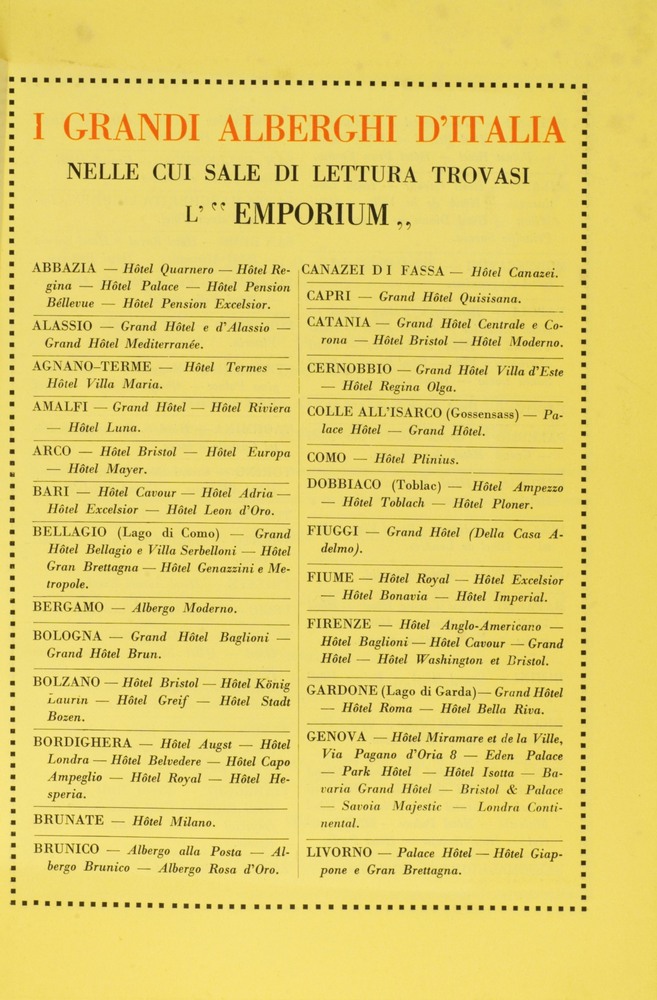 I GRANDI ALBERGHI D'ITALIA
NELLE CUI SALE DI LETTURA TROVASI
L' “ EMPORIUM „
ABBAZIA — Hôtel Quarnero — Hôtel Re-
gina — Hôtel Palace — Hôtel Pension
Béllevue — Hôtel Pension Excelsior.
ALASSIO — Grand Hôtel e d'Alassio —
Grand Hôtel Mediterranée.
AGNANO-TERME — Hôtel Termes —
Hôtel Villa Maria.
AMALFI — Grand Hôtel — Hôtel Riviera
— Hôtel Luna.
ARCO — Hôtel Bristol — Hôtel Europa
— Hôtel Mayer.
BARI — Hôtel Cavour — Hôtel Adria —
Hôtel Excelsior — Hôtel Leon d'Oro.
BELLAGIO (Lago di Como) — Grand
Hôtel Bellagio e Villa Serbelloni — Hôtel
Gran Brettagna — Hôtel Genazzini e Me-
tropole.
BERGAMO — Albergo Moderno.
BOLOGNA — Grand Hôtel Baglioni —
Grand Hôtel Brun.
BOLZANO — Hôtel Bristol — Hôtel König
Laurin — Hôtel Greif — Hôtel Stadt
Bozen.
BORDIGHERA — Hôtel Augst — Hôtel
Londra — Hôtel Belvedere — Hôtel Capo
Ampeglio — Hôtel Royal — Hôtel He-
speria.
BRUNATE — Hôtel Milano.
BRUNICO — Albergo alla Posta — Al-
bergo Brunico — Albergo Rosa d'Oro.
CANAZEI DI FASSA — Hôtel Canazei.
CAPRI — Grand Hôtel Quisisana.
CATANIA — Grand Hôtel Centrale e Co-
rona — Hôtel Bristol — Hôtel Moderno.
CERNOBBIO — Grand Hôtel Villa d'Este
— Hôtel Regina Olga.
COLLE ALL'ISARCO (Gossensass) — Pa-
lace Hôtel — Grand Hôtel.
COMO — Hôtel Plinius.
DOBBIACO (Toblac) — Hôtel Ampezzo
— Hôtel Toblach — Hôtel Ploner.
FIUGGI — Grand Hôtel (Della Casa A-
delmo).
FIUME — Hôtel Royal — Hôtel Excelsior
— Hôtel Bonavia — Hôtel Imperial.
FIRENZE — Hôtel Anglo-Americano —
Hôtel Baglioni — Hôtel Cavour — Grand
Hôtel — Hôtel Washington et Bristol.
GARDONE (Lago di Garda) — Grand Hôtel
— Hôtel Roma — Hôtel Bella Riva.
GENOVA — Hôtel Miramare et de la Ville,
Via Pagano d'Oria 8 — Eden Palace
— Park Hôtel — Hôtel Isotta — Ba-
varia Grand Hôtel — Bristol & Palace
— Savoia Majestic — Londra Conti-
nental.
LIVORNO — Palace Hôtel — Hôtel Giap-
pone e Gran Brettagna.